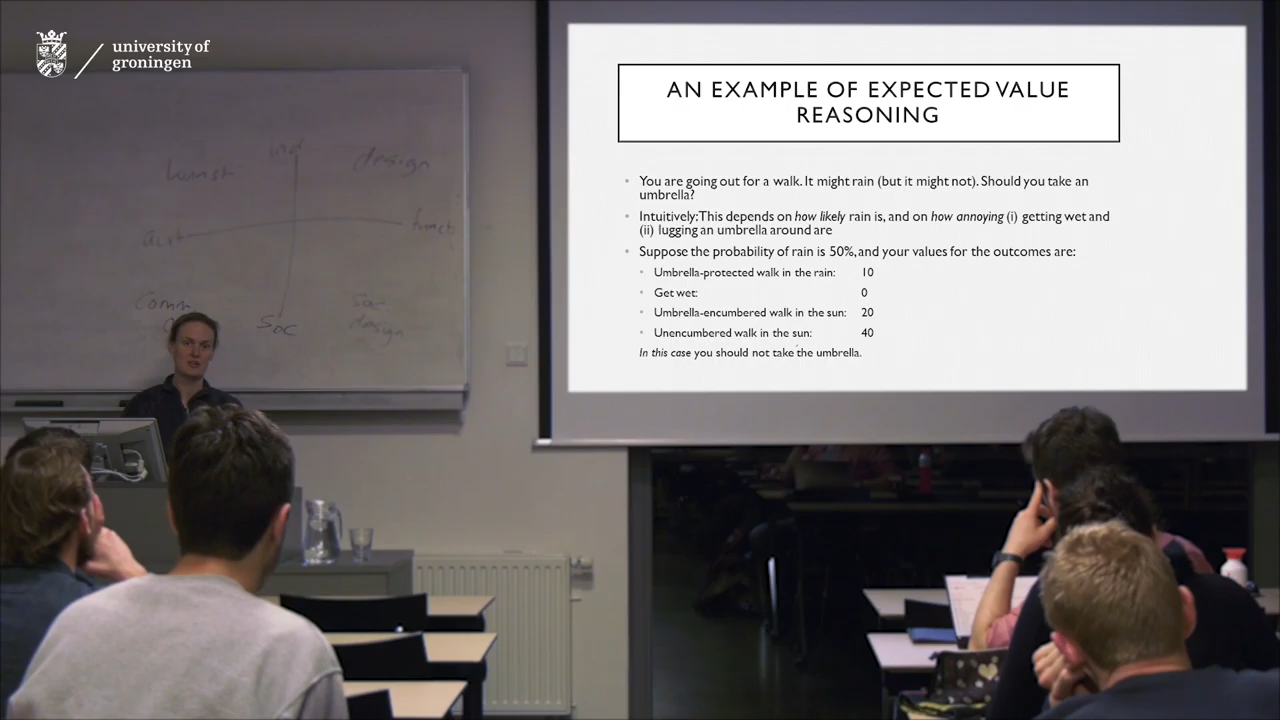 university of
groningen
AN EXAMPLE OF EXPECTED VALUE
REASONING
You are going out for a walk. It might rain (but it might not). Should you take an
umbrella?
Intuitively: This depends on how likely rain is, and on how annoying (i) getting wet and
(ii) lugging an umbrella around are
Suppose the probability of rain is 50%, and your values for the outcomes are:
Umbrella-protected walk in the rain: 10
Get wet: 0
Umbrella-encumbered walk in the sun: 20
Unencumbered walk in the sun: 40
In this case you should not take the umbrella.
ind
kunst design
funct
Comm
Soc
design